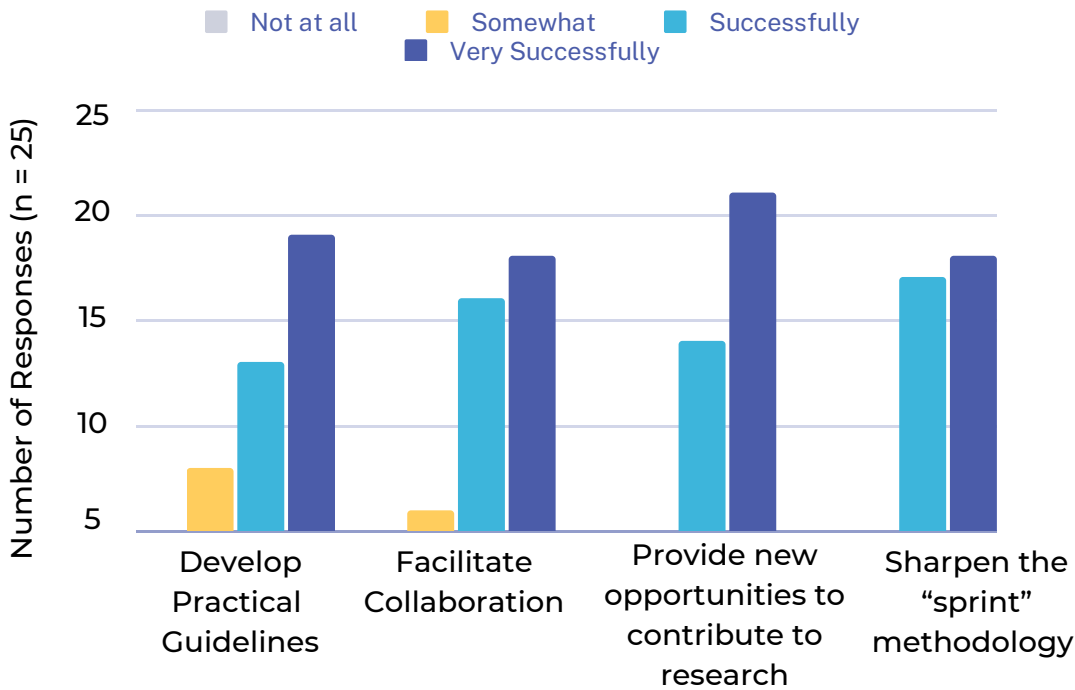 Not at all Somewhat Successfully
Very Successfully
Number of Responses (n = 25)
25
20
15
10
5
Develop
Practical
Guidelines
Facilitate
Collaboration
Provide new
opportunities to
contribute to
research
Sharpen the
“sprint”
methodology